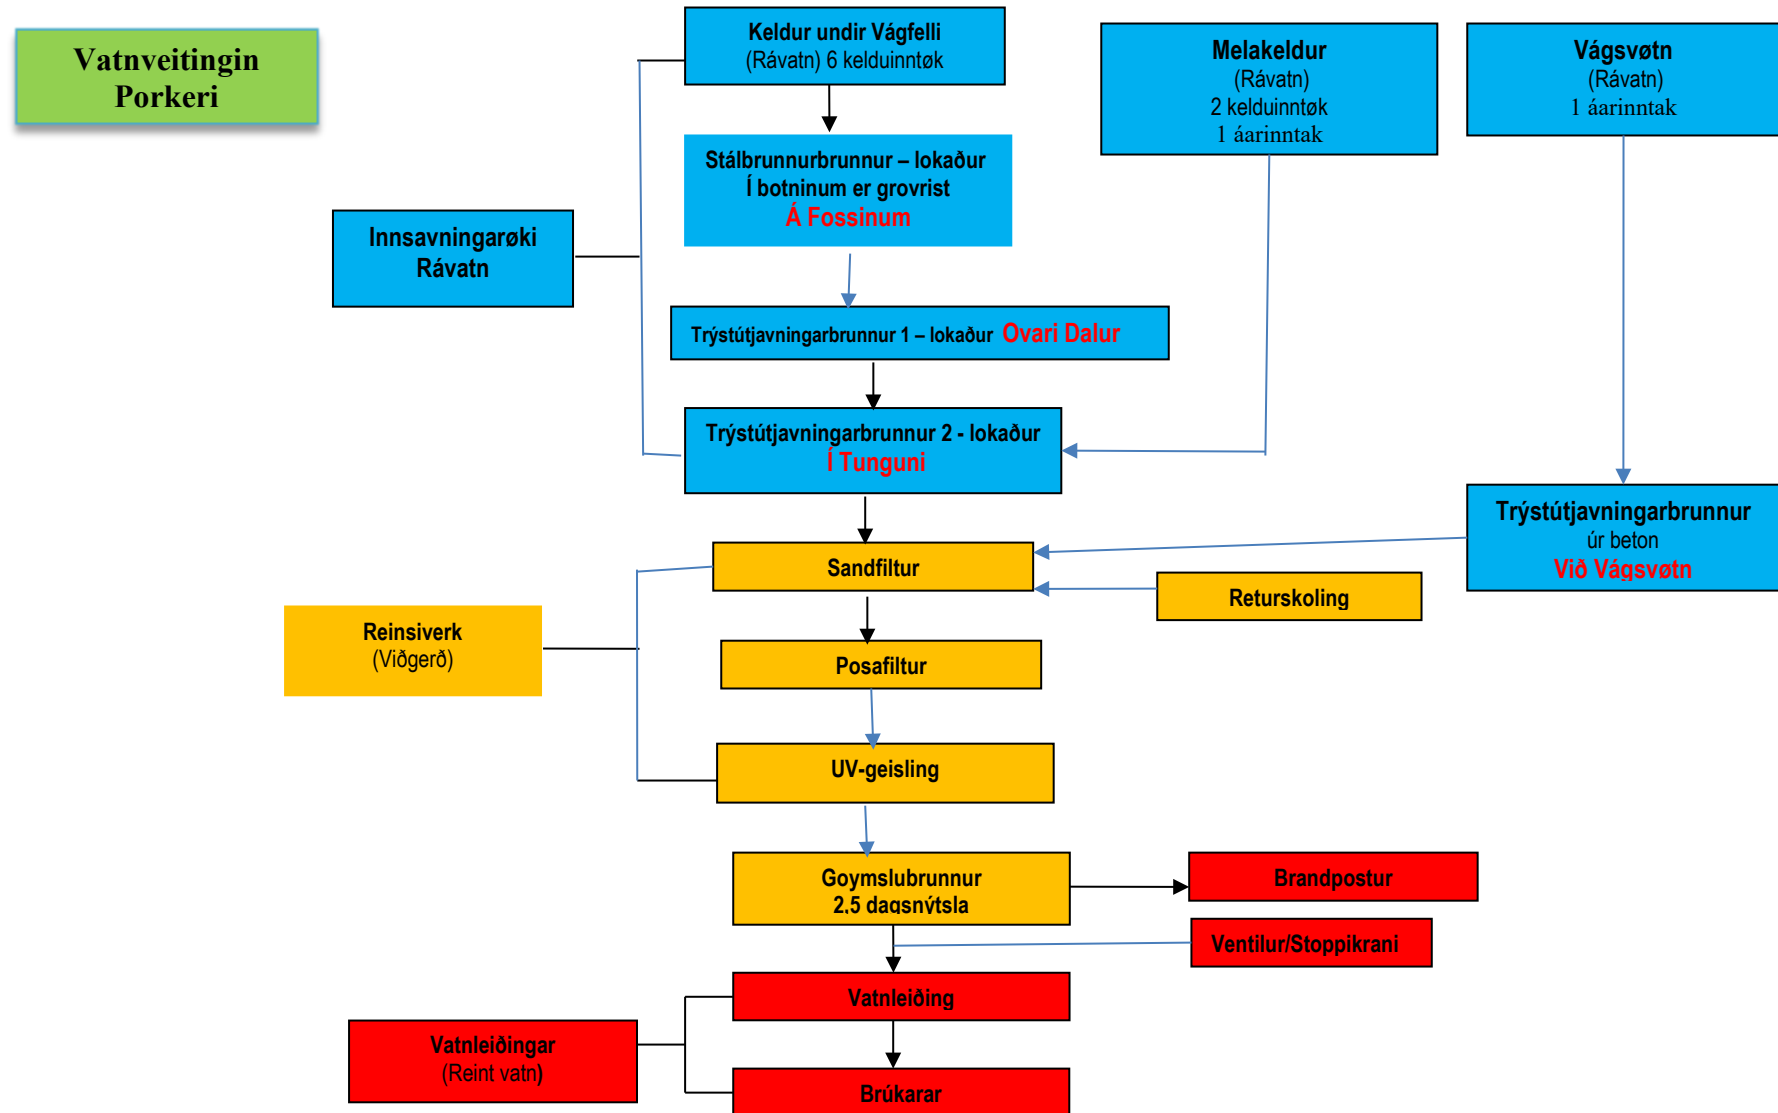 Vatnveitingin
Porkeri
Keldur undir Vágfelli
(Rávatn) 6 kelduinntøk
Melakeldur
(Rávatn)
2 kelduinntøk
1 áarinntak
Vágsvøtn
(Rávatn)
1 áarinntak
Stálbrunnurbrunnur – lokaður
Í botninum er grovrist
Á Fossinum
Innsavningarøki
Rávatn
Trýstútjavningarbrunnur 1 – lokaður Ovari Dalur
Trýstútjavningarbrunnur 2 - lokaður
Í Tunguni
Trýstútjavningarbrunnur
úr beton
Við Vágsvøtn
Sandfiltur
Returskoling
Reinsiverk
(Viðgerð)
Posafiltur
UV-geisling
Goymslubrunnur
2,5 dagsnýtsla
Brandpostur
Ventilur/Stoppikrani
Vatnleiðing
Vatnleiðingar
(Reint vatn)
Brúkarar